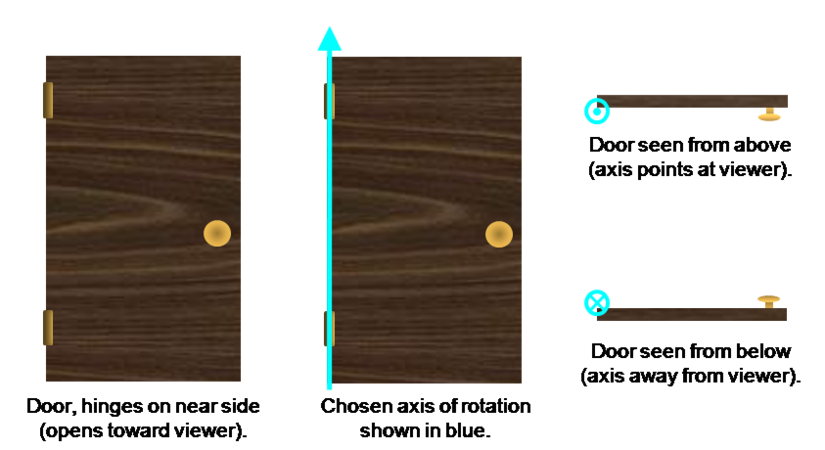 Door, hinges on near side
(opens toward viewer).
Chosen axis of rotation
shown in blue.
Door seen from above
(axis points at viewer).
Door seen from below
(axis away from viewer).